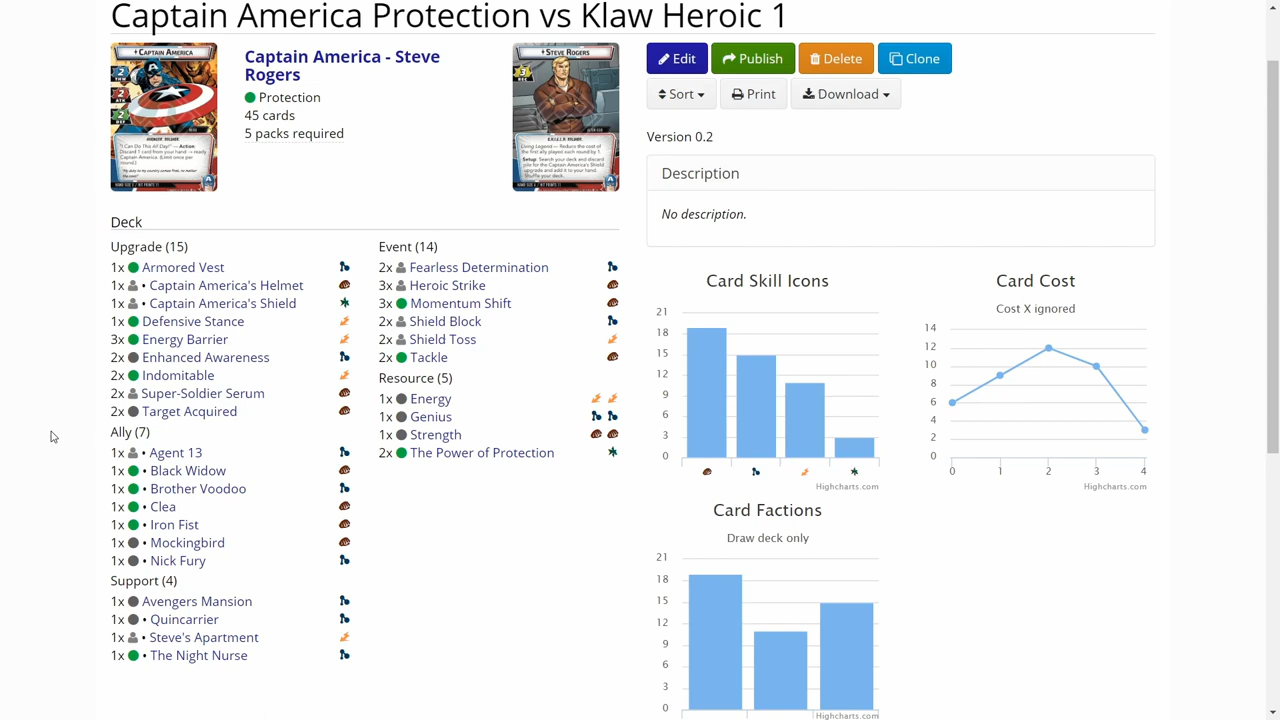 Captain America Protection vs Klaw Heroic 1
CAPTAIN AMERICA
Captain America - Steve
Rogers
Protection
45 cards
5 packs required
STEVE ROGERS
Edit
Publish
Delete
Clone
Sort
Print
Download
Version 0.2
Description
No description.
Deck
Upgrade (15)
1x Armored Vest
1x • Captain America's Helmet
1x • Captain America's Shield
1x Defensive Stance
3x Energy Barrier
2x Enhanced Awareness
2x Indomitable
2x Super-Soldier Serum
2x Target Acquired
Ally (7)
1x • Agent 13
1x • Black Widow
1x • Brother Voodoo
1x • Clea
1x • Iron Fist
1x • Mockingbird
1x • Nick Fury
Support (4)
1x Avengers Mansion
1x • Quincarrier
1x • Steve's Apartment
1x • The Night Nurse
Event (14)
2x Fearless Determination
3x Heroic Strike
3x Momentum Shift
2x Shield Block
2x Shield Toss
2x Tackle
Resource (5)
1x Energy
1x Genius
1x Strength
2x The Power of Protection
Card Skill Icons
21
18
15
12
9
6
3
0
Highcharts.com
Card Cost
Cost X ignored
14
12
10
8
6
4
2
0
0 1 2 3 4
Highcharts.com
Card Factions
Draw deck only
21
18
15
12
9
6
3
0
Highcharts.com